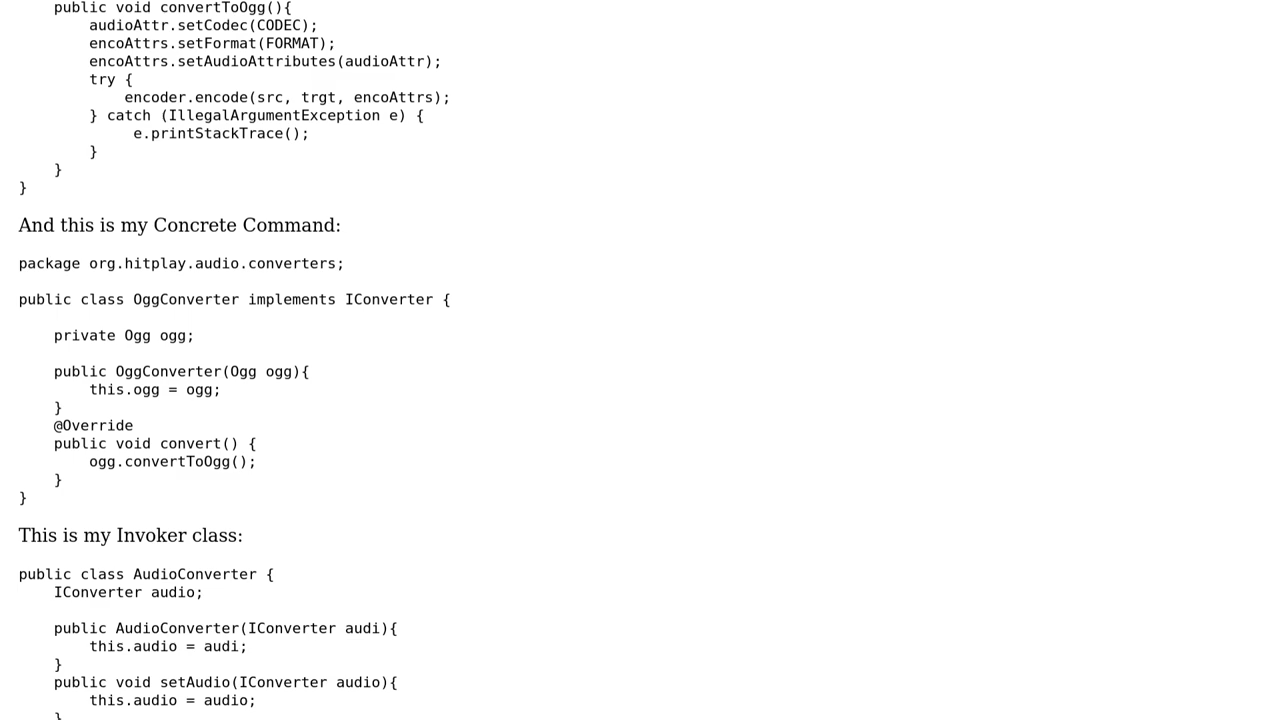 public void convertToOgg(){
        audioAttr.setCodec(CODEC);
        encoAttrs.setFormat(FORMAT);
        encoAttrs.setAudioAttributes(audioAttr);
        try {
            encoder.encode(src, trgt, encoAttrs);
        } catch (IllegalArgumentException e) {
             e.printStackTrace();
        }
    }
}
And this is my Concrete Command:
package org.hitplay.audio.converters;
public class OggConverter implements IConverter {
    private Ogg ogg;
    public OggConverter(Ogg ogg){
        this.ogg = ogg;
    }
    @Override
    public void convert() {
        ogg.convertToOgg();
    }
}
This is my Invoker class:
public class AudioConverter {
    IConverter audio;
    public AudioConverter(IConverter audi){
        this.audio = audi;
    }
    public void setAudio(IConverter audio){
        this.audio = audio;
    }